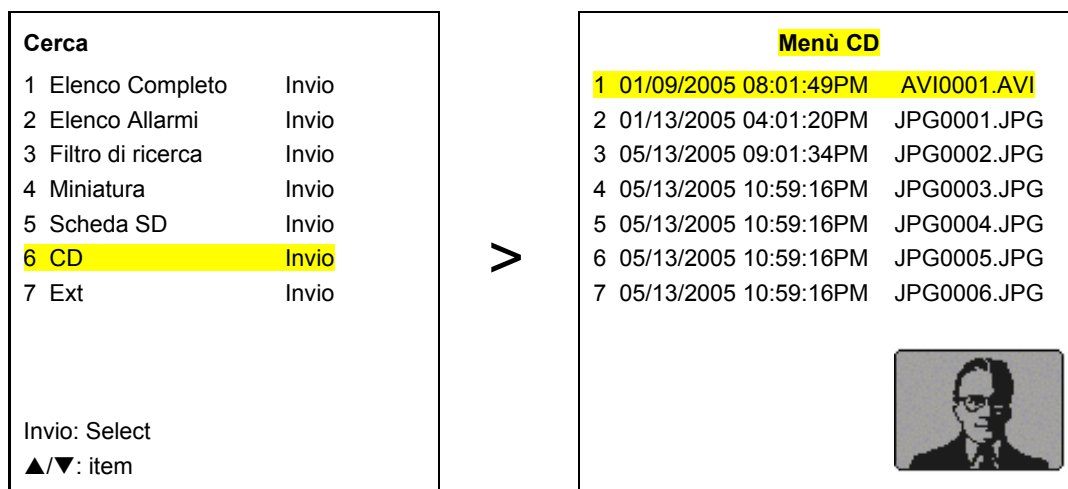 Cerca
1 Elenco Completo Invio
2 Elenco Allarmi Invio
3 Filtro di ricerca Invio
4 Miniatura Invio
5 Scheda SD Invio
6 CD Invio
7 Ext Invio
Invio: Select
▲/▼: item
>
Menù CD
1 01/09/2005 08:01:49PM AVI0001.AVI
2 01/13/2005 04:01:20PM JPG0001.JPG
3 05/13/2005 09:01:34PM JPG0002.JPG
4 05/13/2005 10:59:16PM JPG0003.JPG
5 05/13/2005 10:59:16PM JPG0004.JPG
6 05/13/2005 10:59:16PM JPG0005.JPG
7 05/13/2005 10:59:16PM JPG0006.JPG